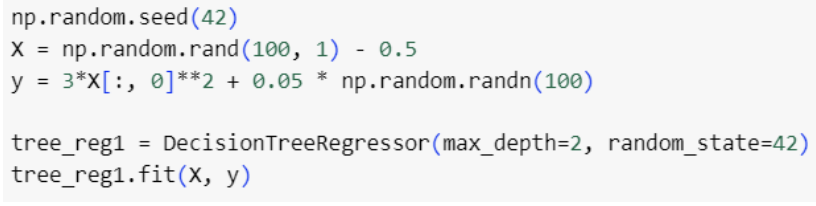 np.random.seed(42)
X = np.random.rand(100, 1) - 0.5
y = 3*X[:, 0]**2 + 0.05 * np.random.randn(100)
tree_reg1 = DecisionTreeRegressor(max_depth=2, random_state=42)
tree_reg1.fit(X, y)